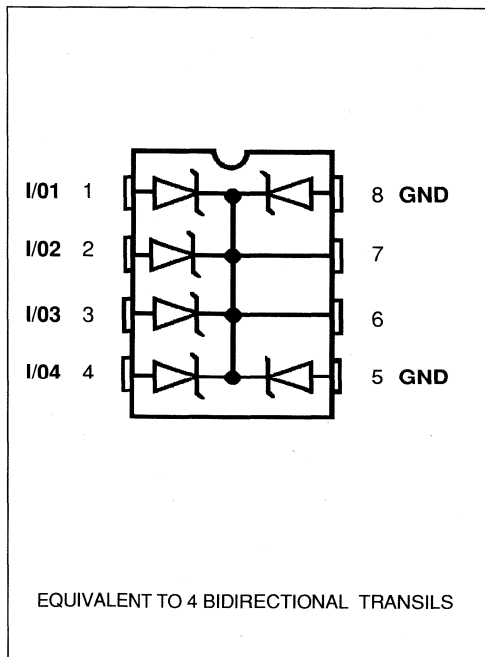 I/01 1 8 GND
I/02 2 7
I/03 3 6
I/04 4 5 GND
EQUIVALENT TO 4 BIDIRECTIONAL TRANSILS